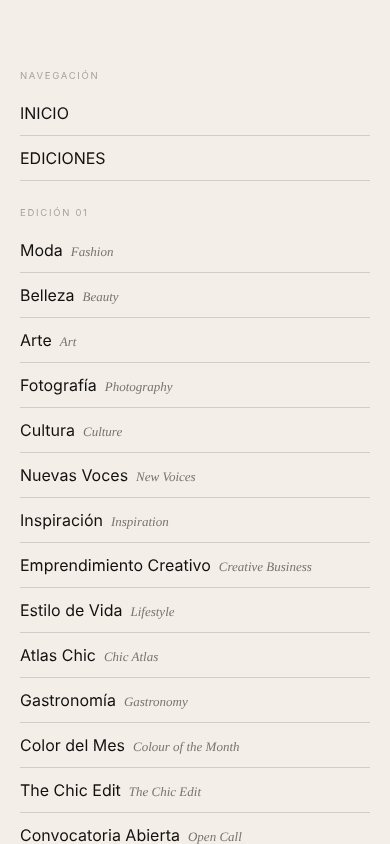 NAVEGACIÓN
INICIO
EDICIONES
EDICIÓN 01
Moda Fashion
Belleza Beauty
Arte Art
Fotografía Photography
Cultura Culture
Nuevas Voces New Voices
Inspiración Inspiration
Emprendimiento Creativo Creative Business
Estilo de Vida Lifestyle
Atlas Chic Chic Atlas
Gastronomía Gastronomy
Color del Mes Colour of the Month
The Chic Edit The Chic Edit
Convocatoria Abierta Open Call